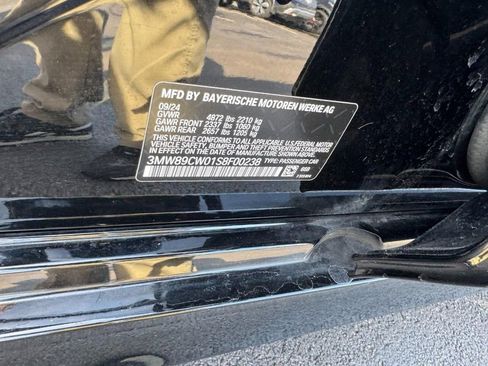 MFD BY BAYERISCHE MOTOREN WERKE AG
09/24
GVWR 4872 lbs 2210 kg
GAWR FRONT 2337 lbs 1060 kg
GAWR REAR 2657 lbs 1205 kg
THIS VEHICLE CONFORMS TO ALL APPLICABLE U.S. FEDERAL MOTOR
VEHICLE SAFETY, BUMPER, AND THEFT PREVENTION STANDARDS
IN EFFECT ON THE DATE OF MANUFACTURE SHOWN ABOVE.
3MW89CW01S8F00238 TYPE: PASSENGER CAR